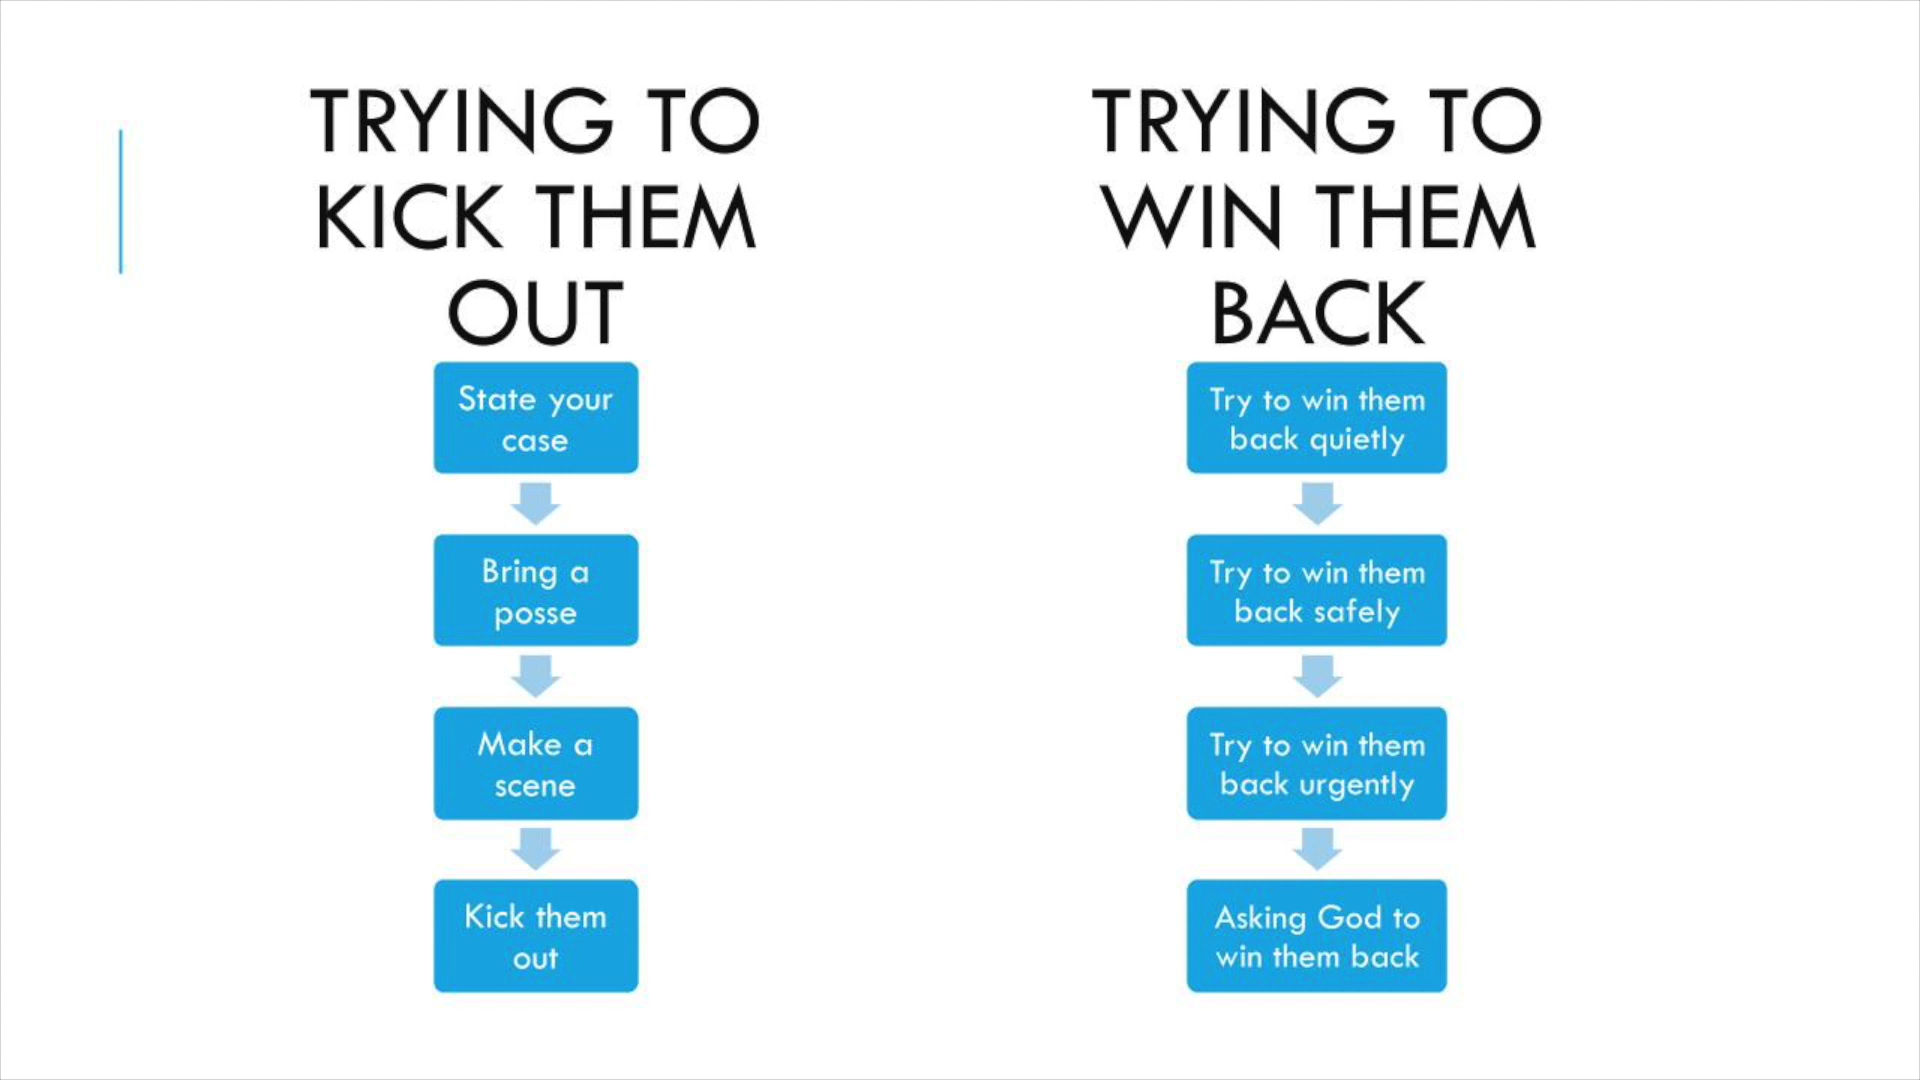 TRYING TO
KICK THEM
OUT
State your
case
Bring a
posse
Make a
scene
Kick them
out
TRYING TO
WIN THEM
BACK
Try to win them
back quietly
Try to win them
back safely
Try to win them
back urgently
Asking God to
win them back